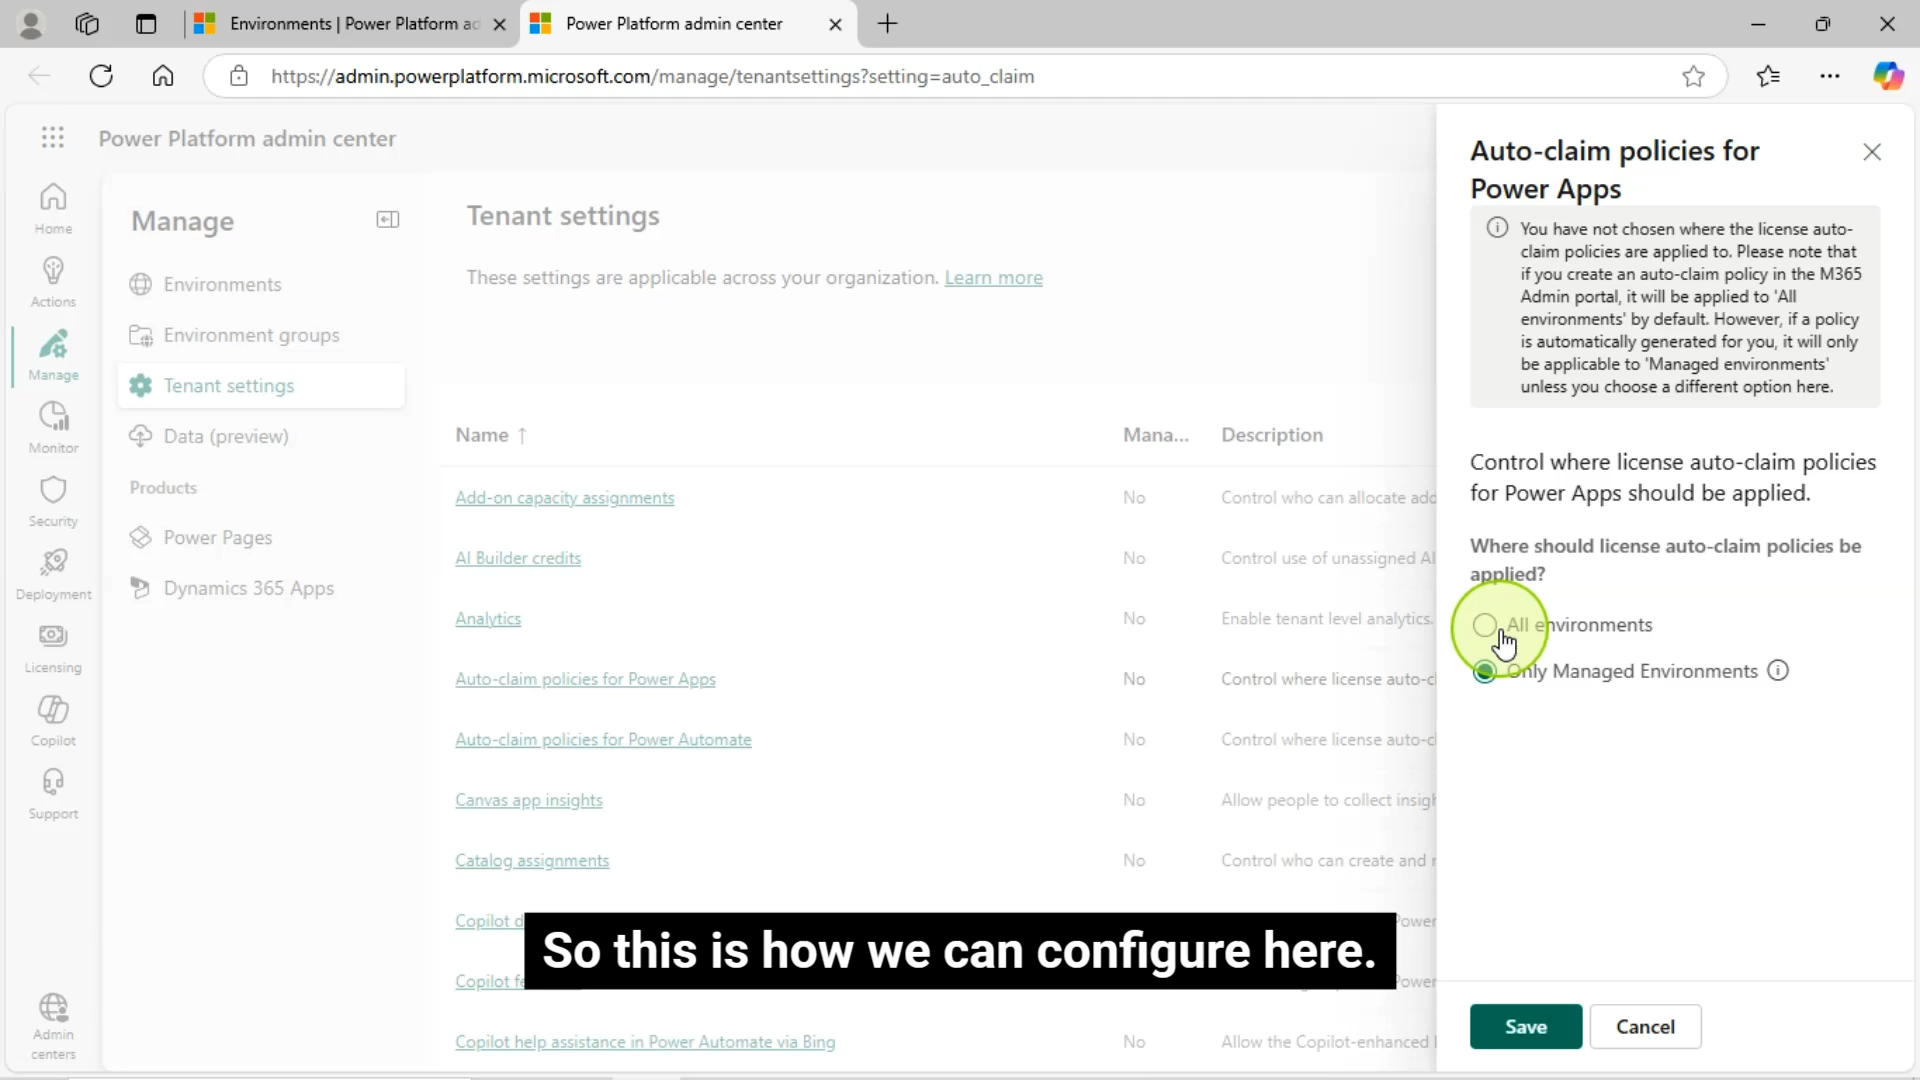 Environments | Power Platform ad
Power Platform admin center
https://admin.powerplatform.microsoft.com/manage/tenantsettings?setting=auto_claim
Power Platform admin center
Home
Actions
Manage
Monitor
Security
Deployment
Licensing
Copilot
Support
Admin
centers
Manage
Environments
Environment groups
Tenant settings
Data (preview)
Products
Power Pages
Dynamics 365 Apps
Tenant settings
These settings are applicable across your organization. Learn more
Name ↑ Mana... Description
Add-on capacity assignments No Control who can allocate add
AI Builder credits No Control use of unassigned AI
Analytics No Enable tenant level analytics.
Auto-claim policies for Power Apps No Control where license auto-cl
Auto-claim policies for Power Automate No Control where license auto-cl
Canvas app insights No Allow people to collect insigh
Catalog assignments No Control who can create and
Copilot d
Power
Copilot fe
Power
Copilot help assistance in Power Automate via Bing No Allow the Copilot-enhanced
Auto-claim policies for
Power Apps
You have not chosen where the license auto-
claim policies are applied to. Please note that
if you create an auto-claim policy in the M365
Admin portal, it will be applied to 'All
environments' by default. However, if a policy
is automatically generated for you, it will only
be applicable to 'Managed environments'
unless you choose a different option here.
Control where license auto-claim policies
for Power Apps should be applied.
Where should license auto-claim policies be
applied?
All environments
Only Managed Environments
Save Cancel
So this is how we can configure here.